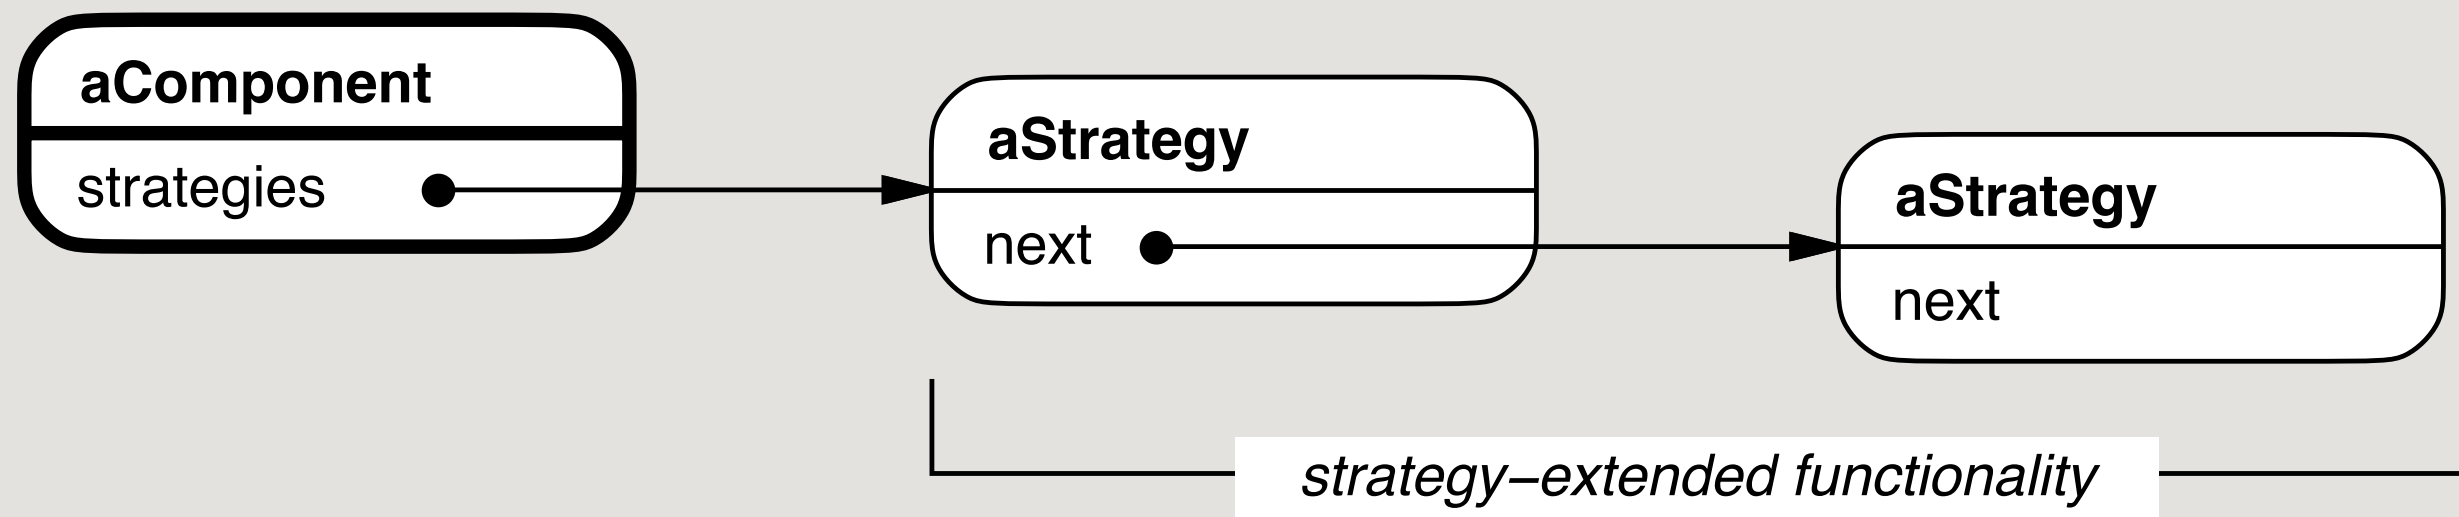 aComponent
strategies
aStrategy
next
aStrategy
next
strategy–extended functionality